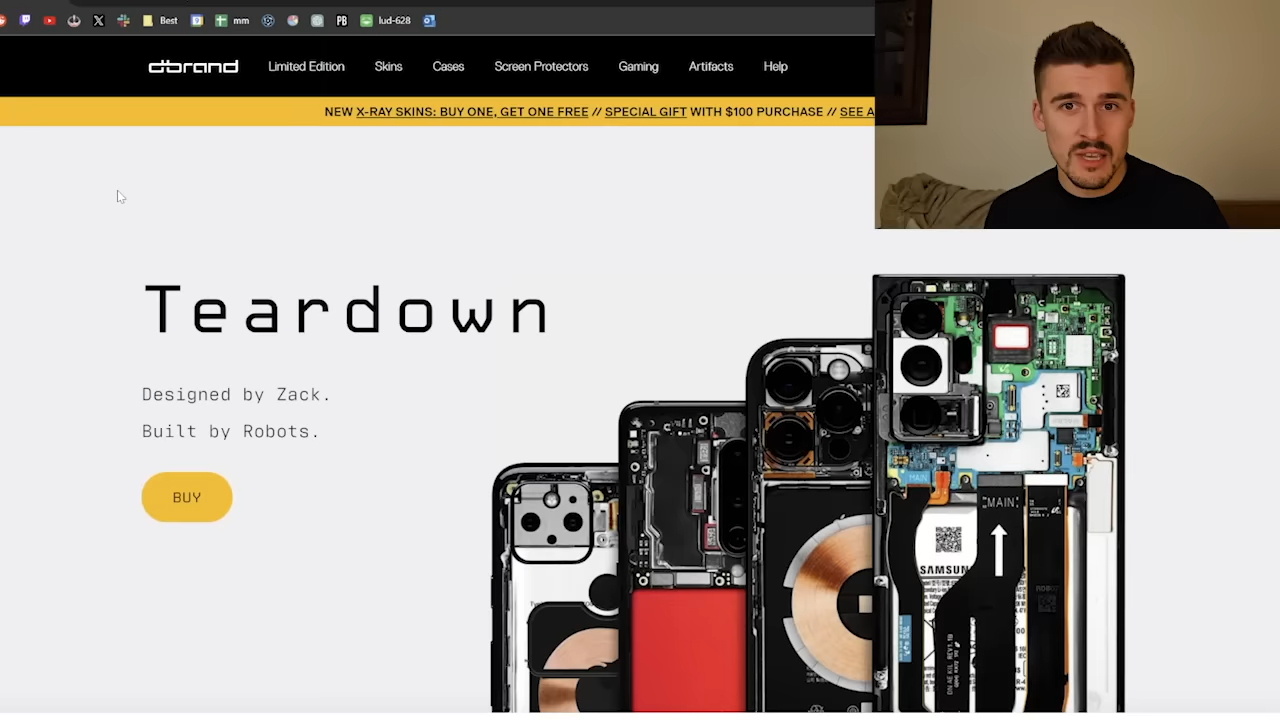 Best
mm
PB
lud-628
dbrand
Limited Edition
Skins
Cases
Screen Protectors
Gaming
Artifacts
Help
NEW X-RAY SKINS: BUY ONE, GET ONE FREE // SPECIAL GIFT WITH $100 PURCHASE // SEE A
Teardown
Designed by Zack.
Built by Robots.
BUY
MAIN
MAIN
SAMSUNG